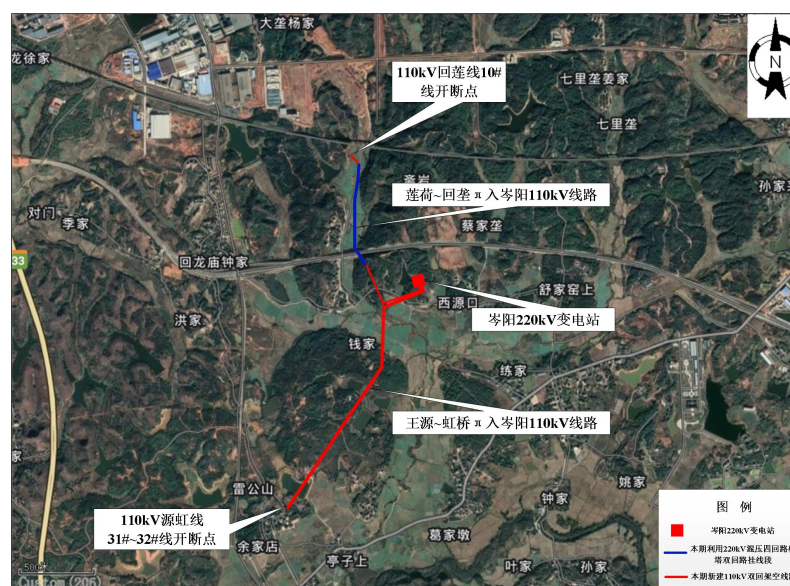 大垄杨家
龙徐家
110kV回莲线10#
线开断点
七里垄姜家
七里垄
N
莲荷~回垄π入岑阳110kV线路
孙家
对门
季家
蔡家垄
回龙庙钟家
33
舒家窑上
西源口
岑阳220kV变电站
洪家
钱家
练家
王源~虹桥π入岑阳110kV线路
家
雷公山
姚家
钟家
110kV源虹线
31#~32#线开断点
余家店
葛家墩
亭子上
叶家
孙家
图 例
岑阳220kV变电站
本期利用220kV混压四回路
塔双回路挂线段
本期新建110kV双回架空线
500
Custom (205)